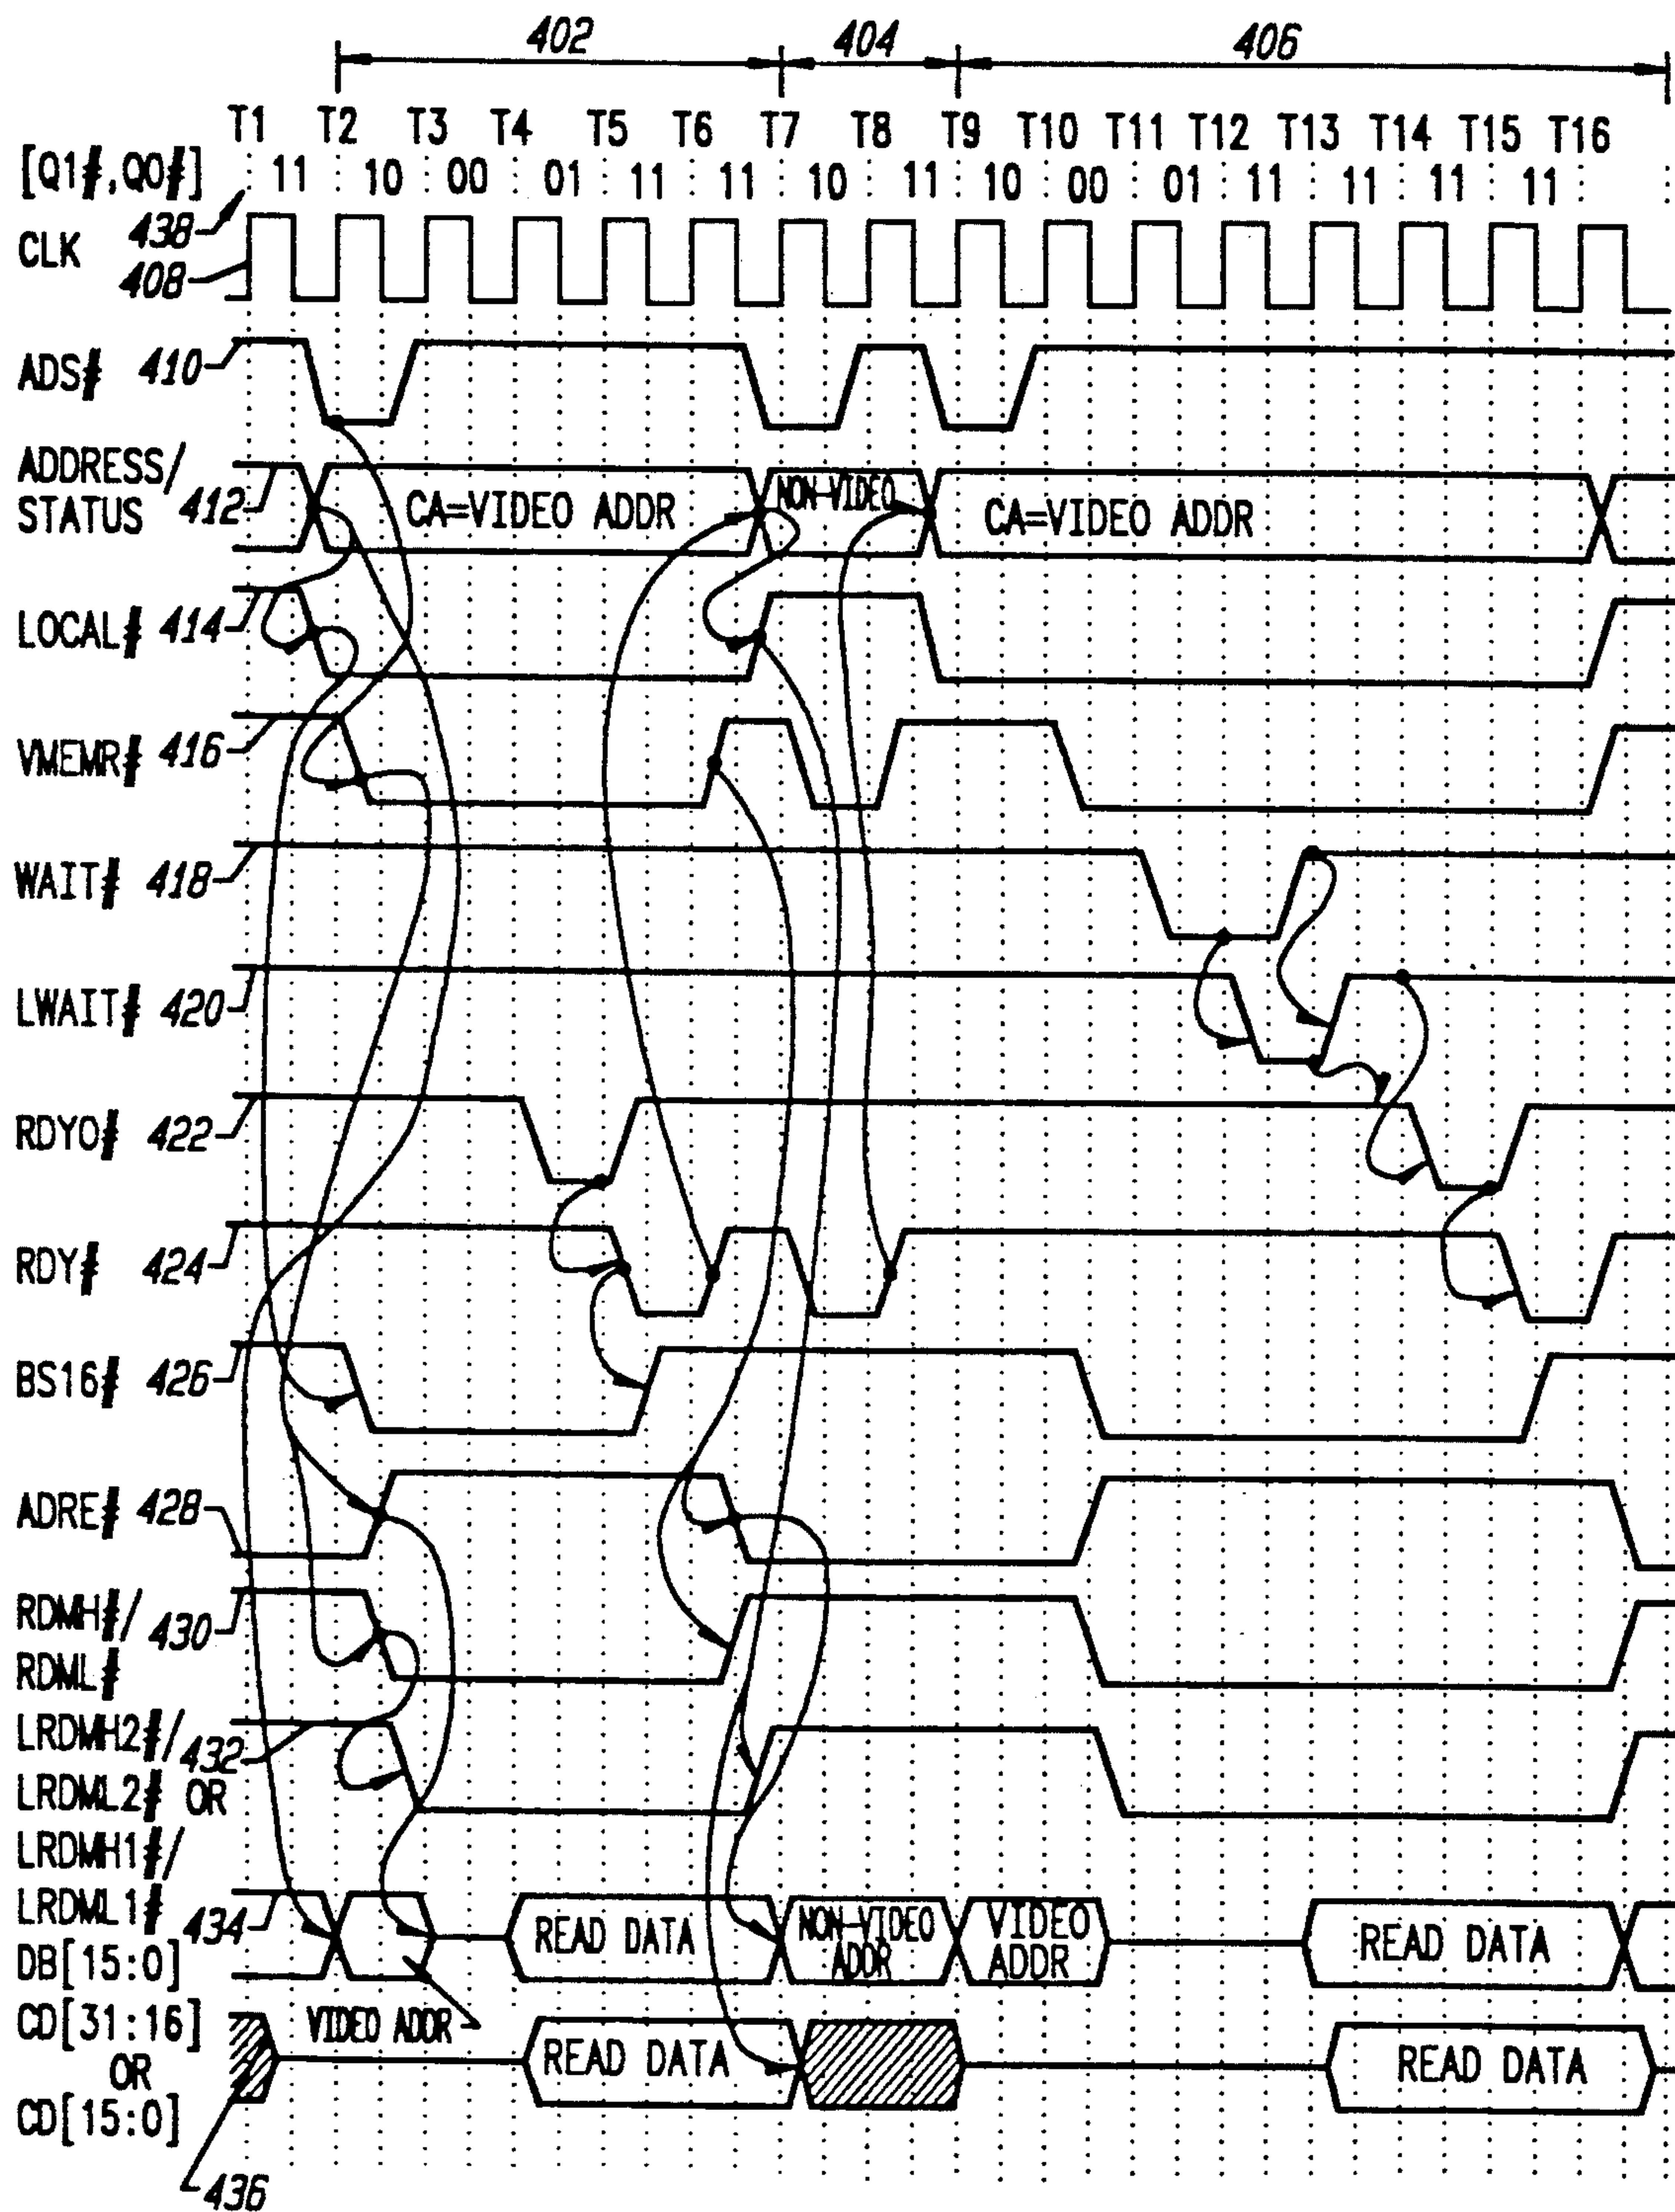 402 404 406
T1 T2 T3 T4 T5 T6 T7 T8 T9 T10 T11 T12 T13 T14 T15 T16
[Q1#,Q0#] 11 10 00 01 11 11 10 11 10 00 01 11 11 11 11
438
CLK
408
ADS# 410
ADDRESS/
STATUS 412 CA=VIDEO ADDR NON-VIDEO CA=VIDEO ADDR
LOCAL# 414
VMEMR# 416
WAIT# 418
LWAIT# 420
RDYO# 422
RDY# 424
BS16# 426
ADRE# 428
RDMH#/ 430
RDML#
LRDMH2#/ 432
LRDML2# OR
LRDMH1#/
LRDML1# 434
DB[15:0] READ DATA NON-VIDEO ADDR VIDEO ADDR READ DATA
VIDEO ADDR
CD[31:16]
OR READ DATA READ DATA
CD[15:0]
436